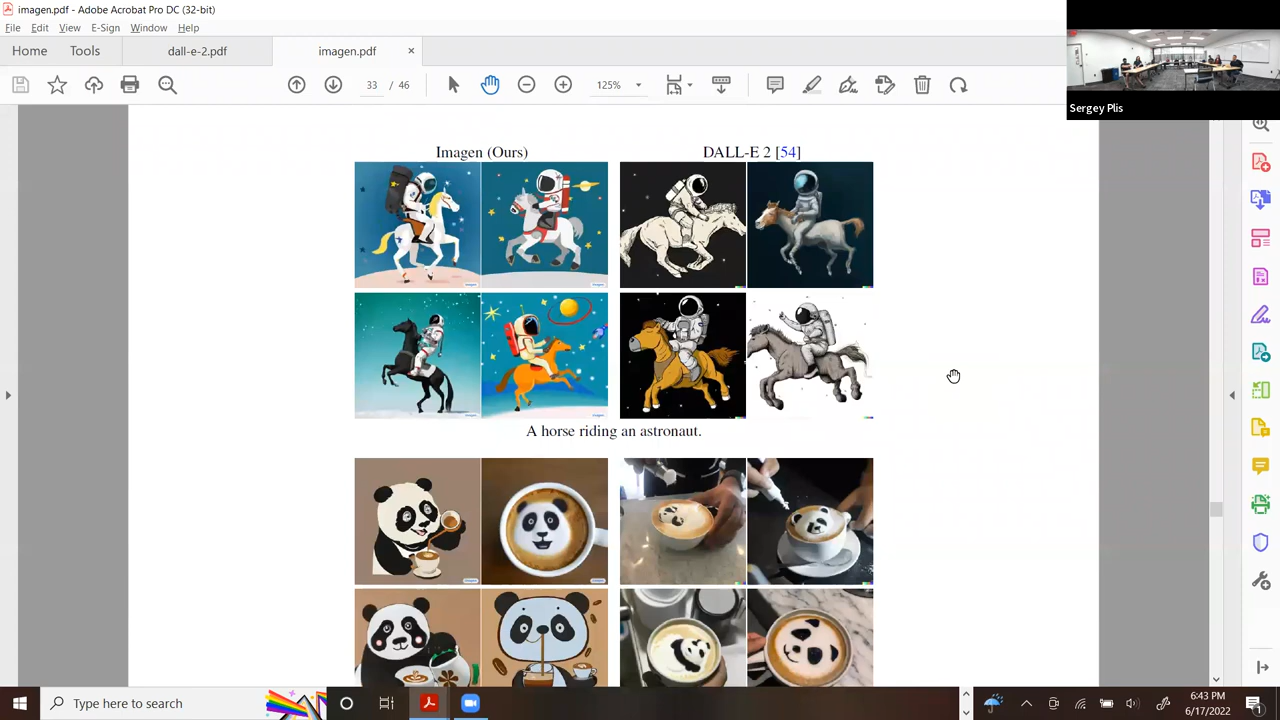 imagen.pdf - Adobe Acrobat Pro DC (32-bit)
File Edit View E-Sign Window Help
Home Tools dall-e-2.pdf imagen.pdf ×
33 / 46 125%
Sergey Plis
Imagen (Ours) DALL-E 2 [54]
A horse riding an astronaut.
Type here to search
6:43 PM
6/17/2022
1